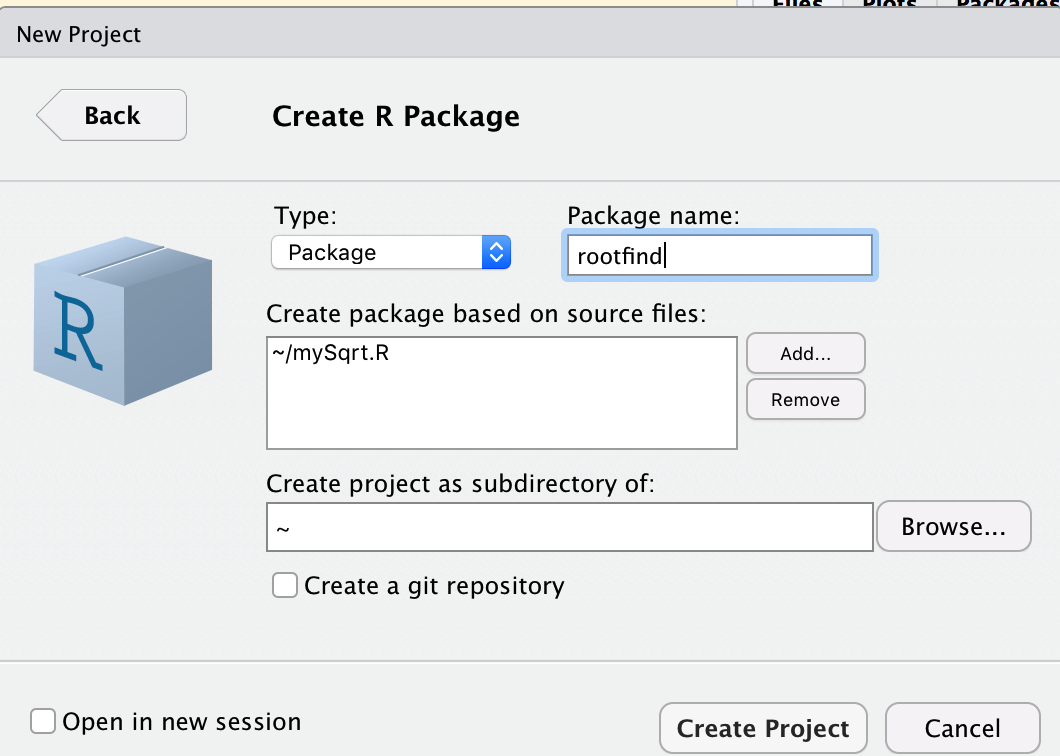 Files Plots Packages
New Project
Back
Create R Package
Type: Package name:
Package rootfind
R
Create package based on source files:
~/mySqrt.R
Add...
Remove
Create project as subdirectory of:
~ Browse...
Create a git repository
Open in new session Create Project Cancel